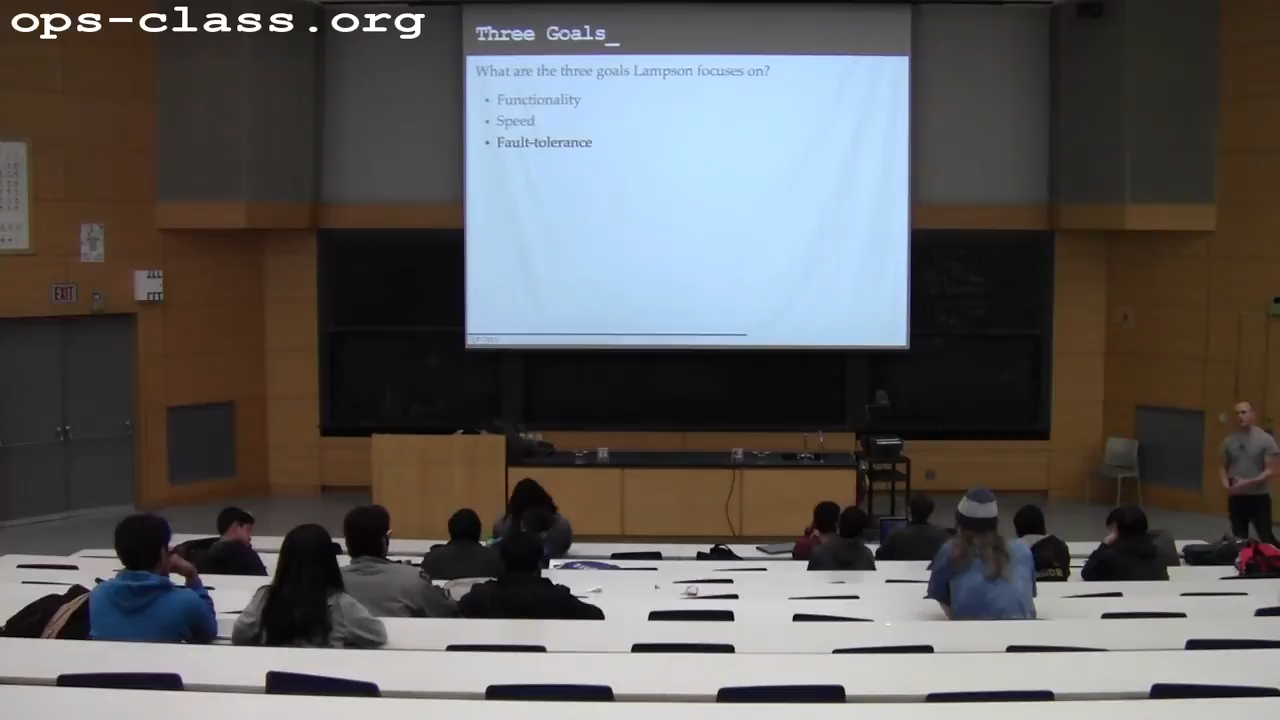 ops-class.org
Three Goals_
What are the three goals Lampson focuses on?
• Functionality
• Speed
• Fault-tolerance
EXIT